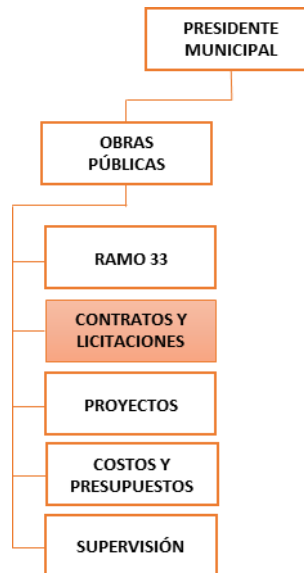 PRESIDENTE
MUNICIPAL
OBRAS
PÚBLICAS
RAMO 33
CONTRATOS Y
LICITACIONES
PROYECTOS
COSTOS Y
PRESUPUESTOS
SUPERVISIÓN